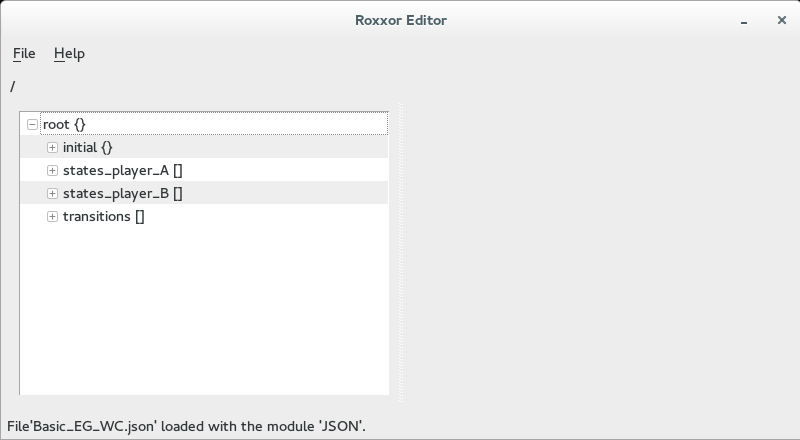 Roxxor Editor
File Help
/
root {}
initial {}
states_player_A []
states_player_B []
transitions []
File'Basic_EG_WC.json' loaded with the module 'JSON'.